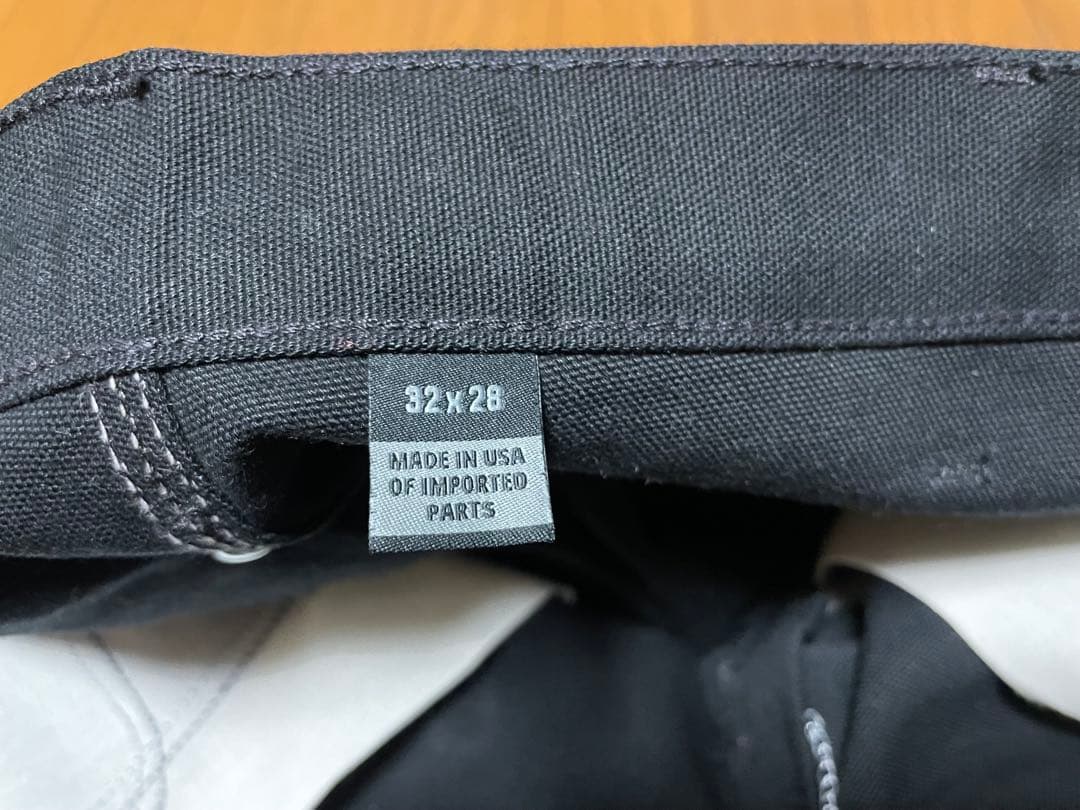 32x28
MADE IN USA
OF IMPORTED
PARTS